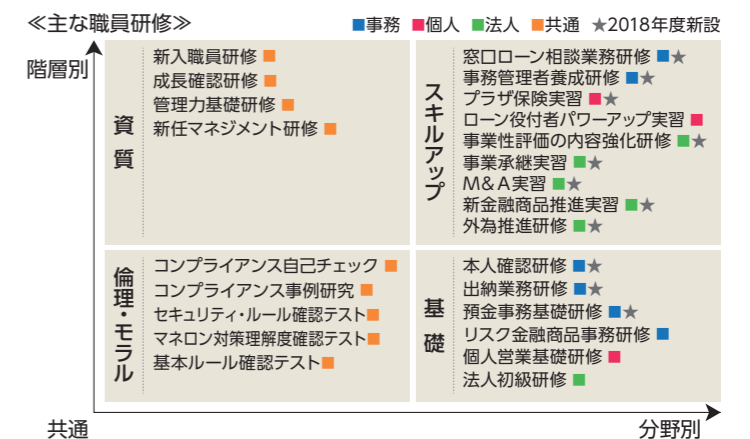 ≪主な職員研修≫
■事務 ■個人 ■法人 ■共通 ★2018年度新設
階層別
資質
新入職員研修 ■
成長確認研修 ■
管理力基礎研修 ■
新任マネジメント研修 ■
スキルアップ
窓口ローン相談業務研修 ■★
事務管理者養成研修 ■★
プラザ保険実習 ■★
ローン役付者パワーアップ実習 ■
事業性評価の内容強化研修 ■★
事業承継実習 ■★
M&A実習 ■★
新金融商品推進実習 ■★
外為推進研修 ■★
倫理・モラル
コンプライアンス自己チェック ■
コンプライアンス事例研究 ■
セキュリティ・ルール確認テスト■
マネロン対策理解度確認テスト■
基本ルール確認テスト■
基礎
本人確認研修 ■★
出納業務研修 ■★
預金事務基礎研修 ■★
リスク金融商品事務研修 ■
個人営業基礎研修 ■
法人初級研修 ■
共通
分野別